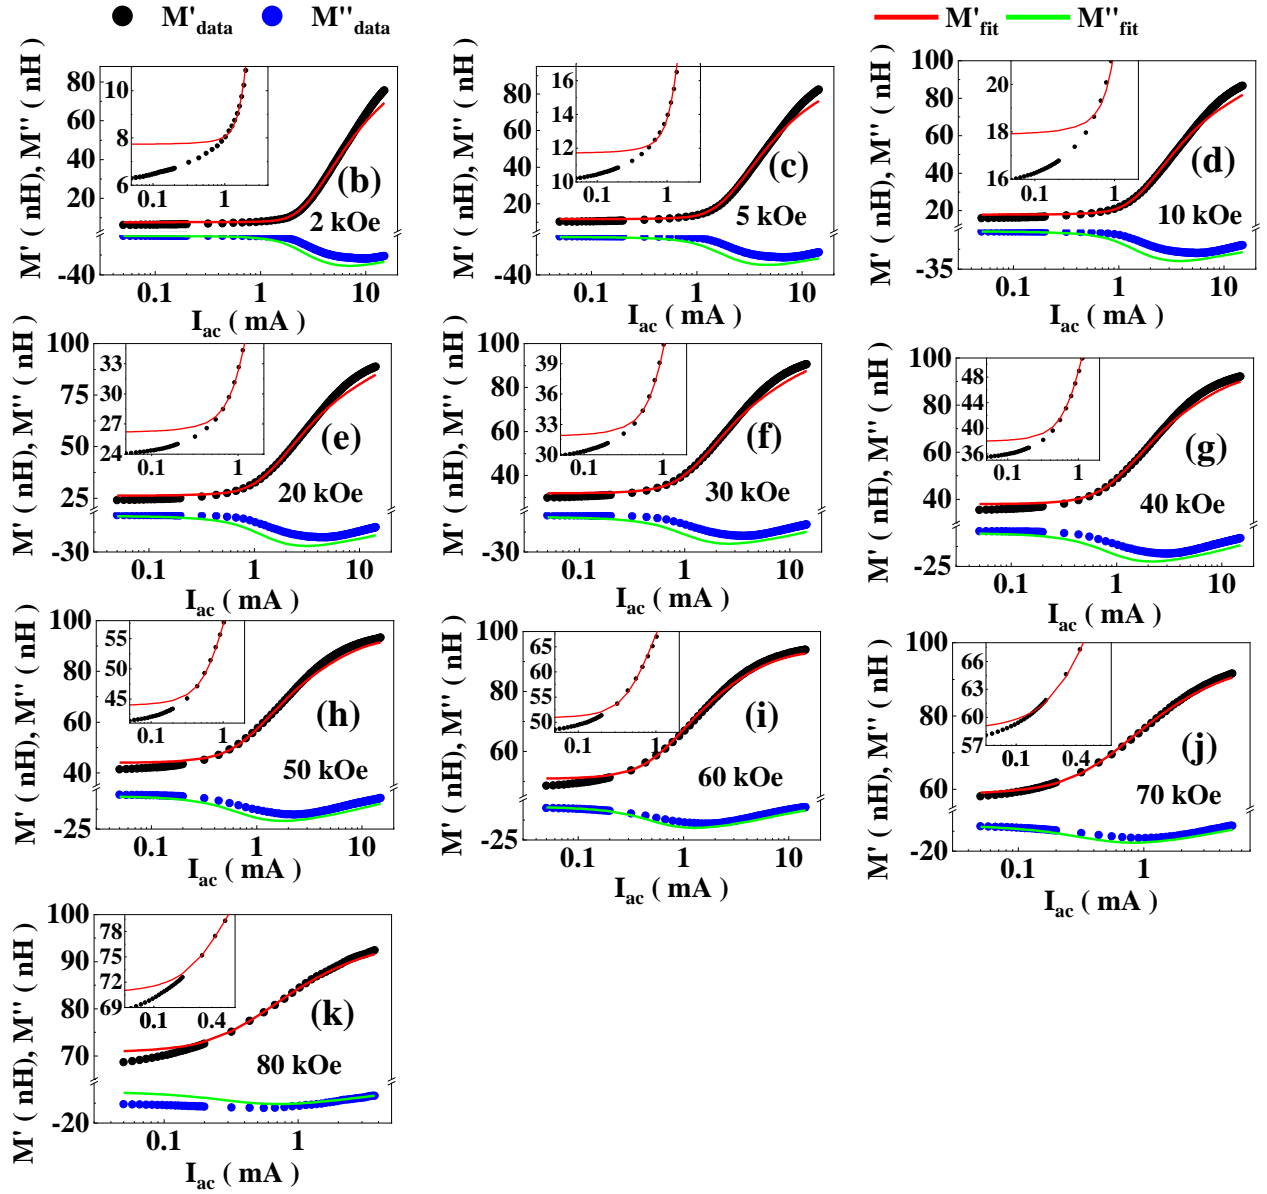 M'data M''data M'fit M''fit
M' ( nH), M'' ( nH)
80
60
40
20
-40
10
8
6
0.1 1
(b)
2 kOe
0.1 1 10
Iac ( mA )
M' ( nH), M'' ( nH)
80
60
40
20
-40
16
14
12
10
0.1 1
(c)
5 kOe
0.1 1 10
Iac ( mA )
M' ( nH), M'' ( nH)
100
80
60
40
20
-35
20
18
16
0.1 1
(d)
10 kOe
0.1 1 10
Iac ( mA )
M' ( nH), M'' ( nH)
100
75
50
25
-30
33
30
27
24
0.1 1
(e)
20 kOe
0.1 1 10
Iac ( mA )
M' ( nH), M'' ( nH)
100
80
60
40
-30
39
36
33
30
0.1 1
(f)
30 kOe
0.1 1 10
Iac ( mA )
M' ( nH), M'' ( nH)
100
80
60
40
-25
48
44
40
36
0.1 1
(g)
40 kOe
0.1 1 10
Iac ( mA )
M' ( nH), M'' ( nH)
100
80
60
40
-25
55
50
45
0.1 1
(h)
50 kOe
0.1 1 10
Iac ( mA )
M' ( nH), M'' ( nH)
100
80
60
-25
65
60
55
50
0.1 1
(i)
60 kOe
0.1 1 10
Iac ( mA )
M' ( nH), M'' ( nH)
100
80
60
-20
66
63
60
57
0.1 0.4
(j)
70 kOe
0.1 1
Iac ( mA )
M' ( nH), M'' ( nH)
100
90
80
70
-20
78
75
72
69
0.1 0.4
(k)
80 kOe
0.1 1
Iac ( mA )